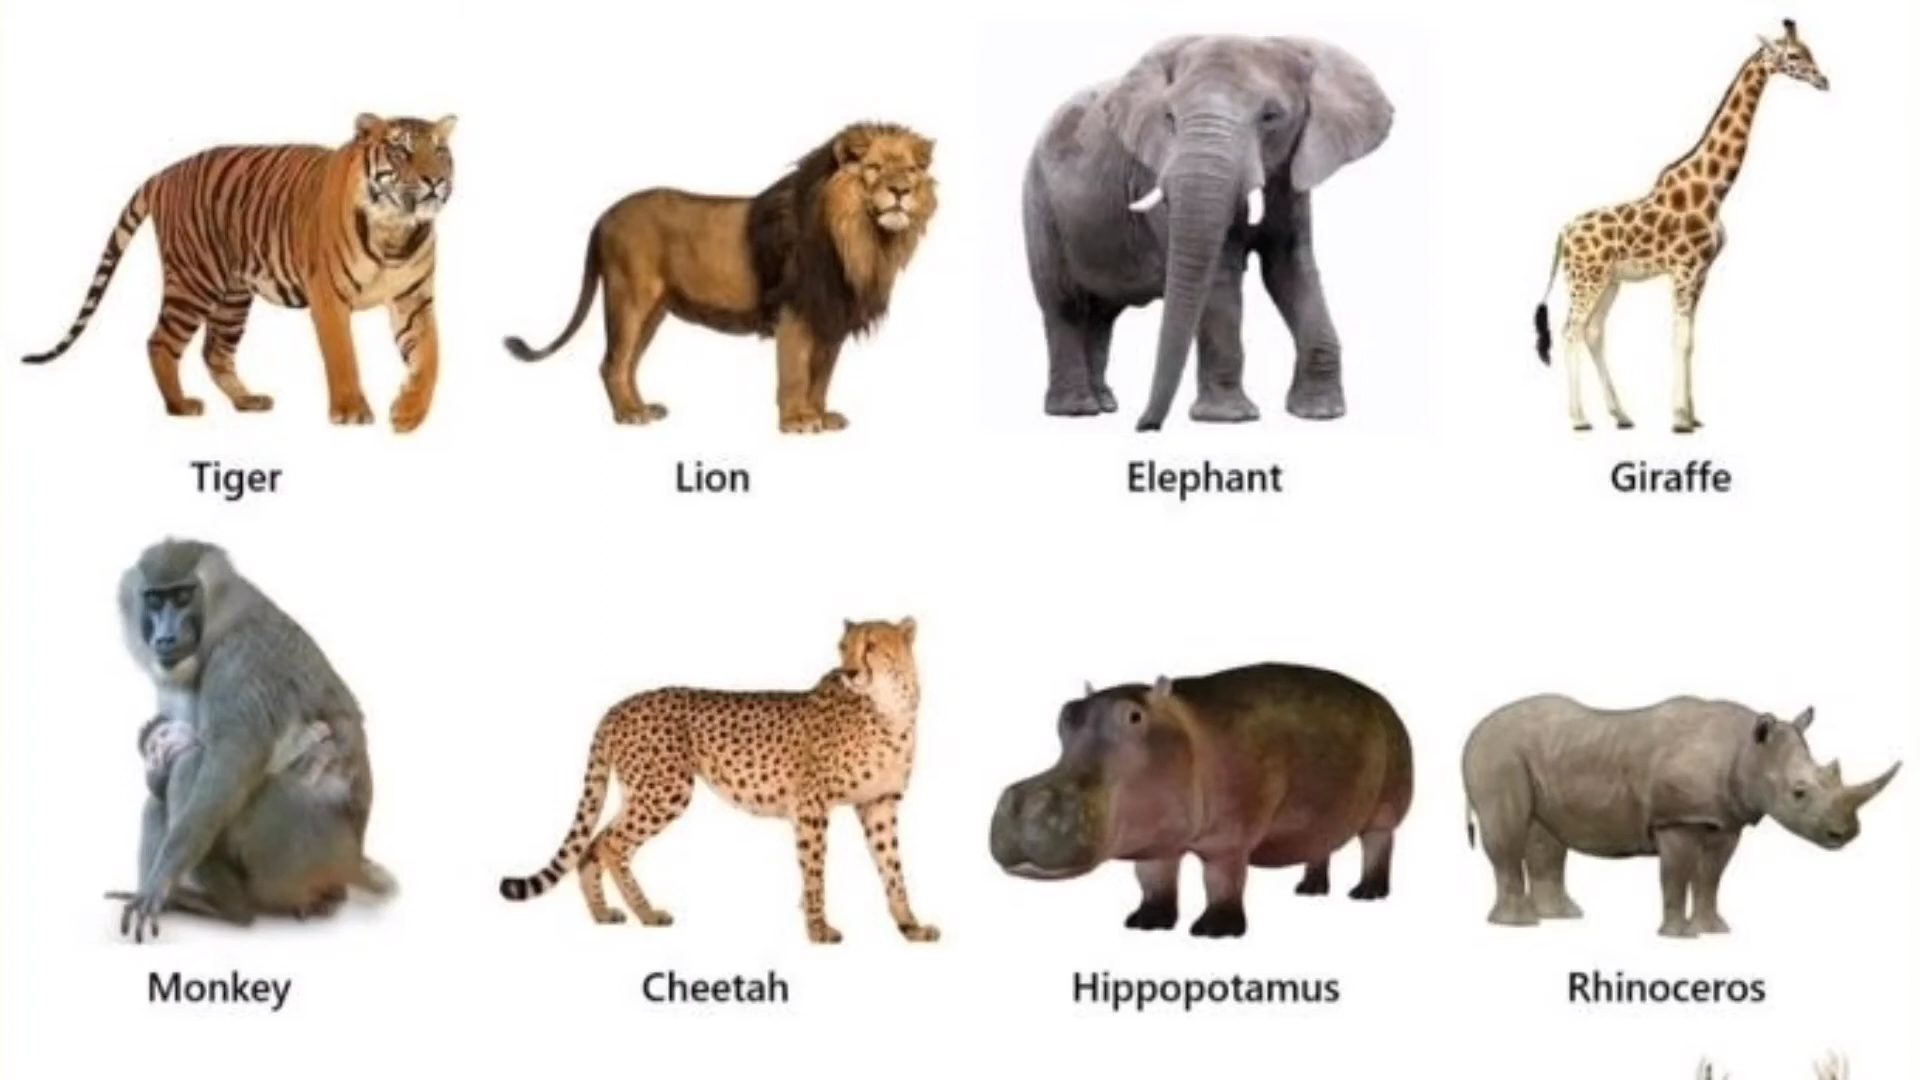 Tiger
Lion
Elephant
Giraffe
Monkey
Cheetah
Hippopotamus
Rhinoceros